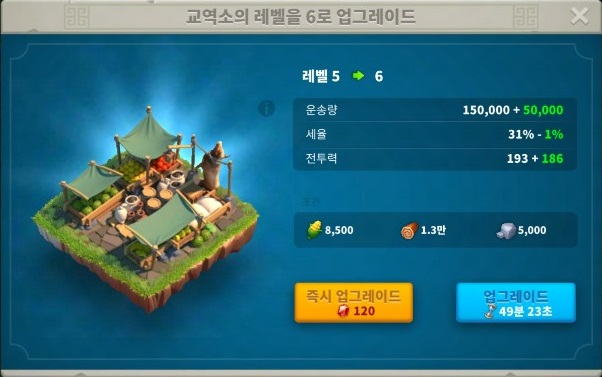 교역소의 레벨을 6로 업그레이드
레벨 5 6
운송량 150,000 + 50,000
세율 31% - 1%
전투력 193 + 186
조건
8,500 1.3만 5,000
즉시 업그레이드 업그레이드
120 49분 23초